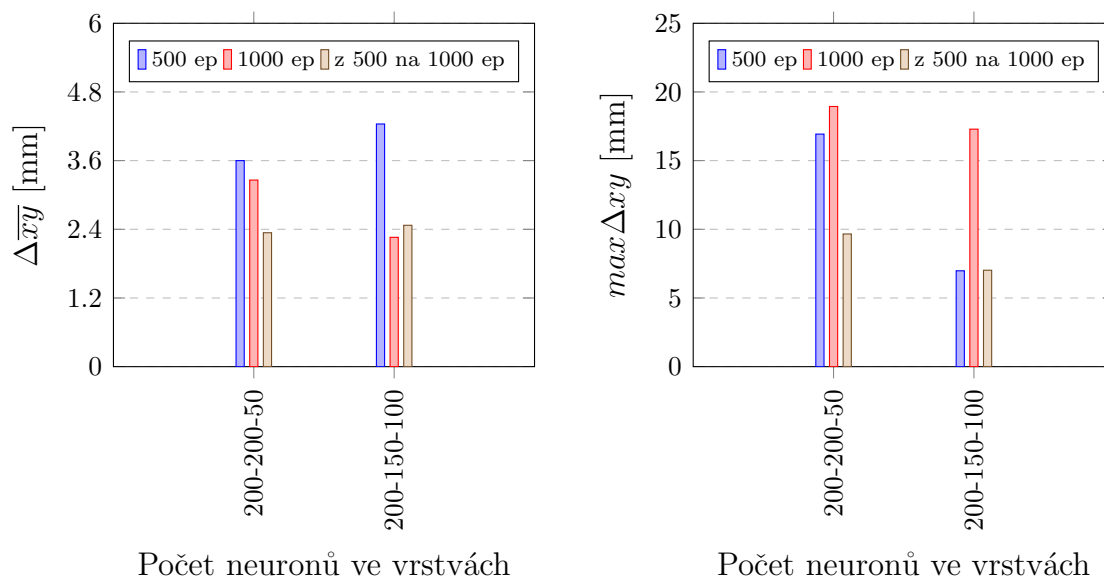 6
4.8
3.6
2.4
1.2
0
Δx̅y̅ [mm]
500 ep 1000 ep z 500 na 1000 ep
200-200-50
200-150-100
Počet neuronů ve vrstvách
25
20
15
10
5
0
maxΔxy [mm]
500 ep 1000 ep z 500 na 1000 ep
200-200-50
200-150-100
Počet neuronů ve vrstvách